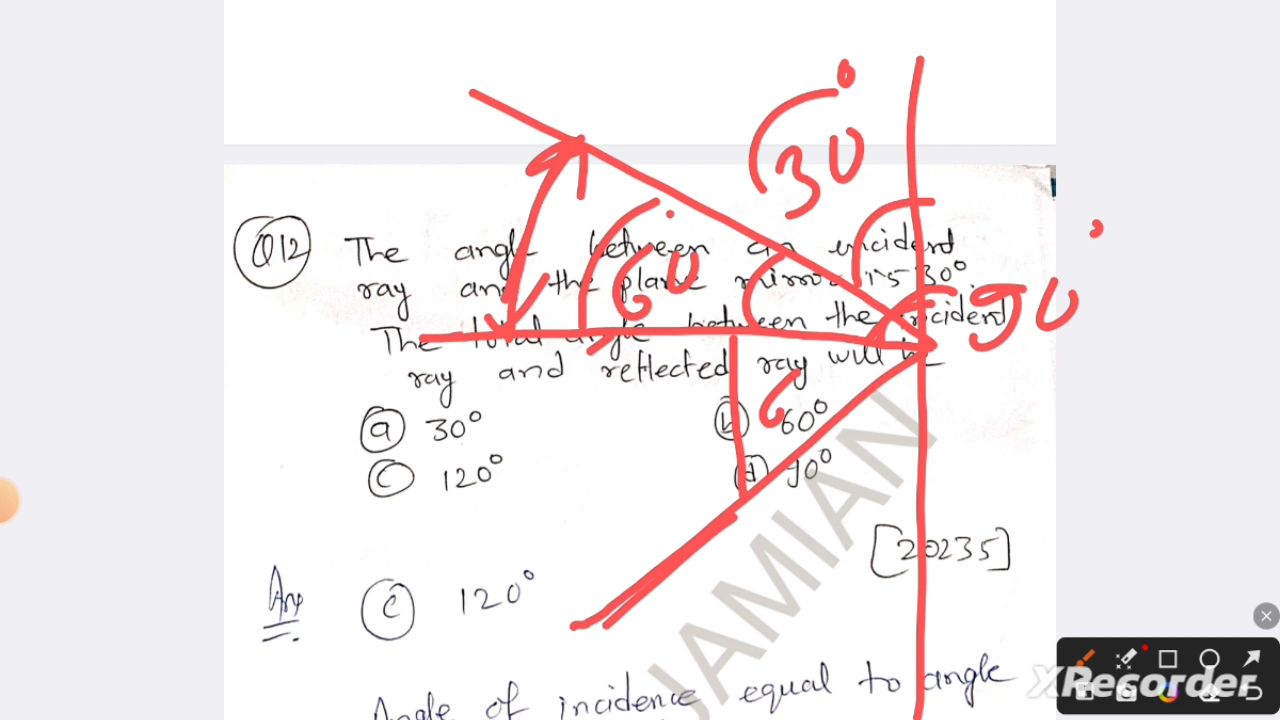 30°
Q12 The angle between an incident
60
ray and the plane mirror is 30°.
90°
The total angle between the incident
ray and reflected ray will be
6
(a) 30° (b) 60°
(c) 120° (d) 90°
[2023S]
Ans (c) 120°
JAMIAN
Angle of incidence equal to angle
XRecorder